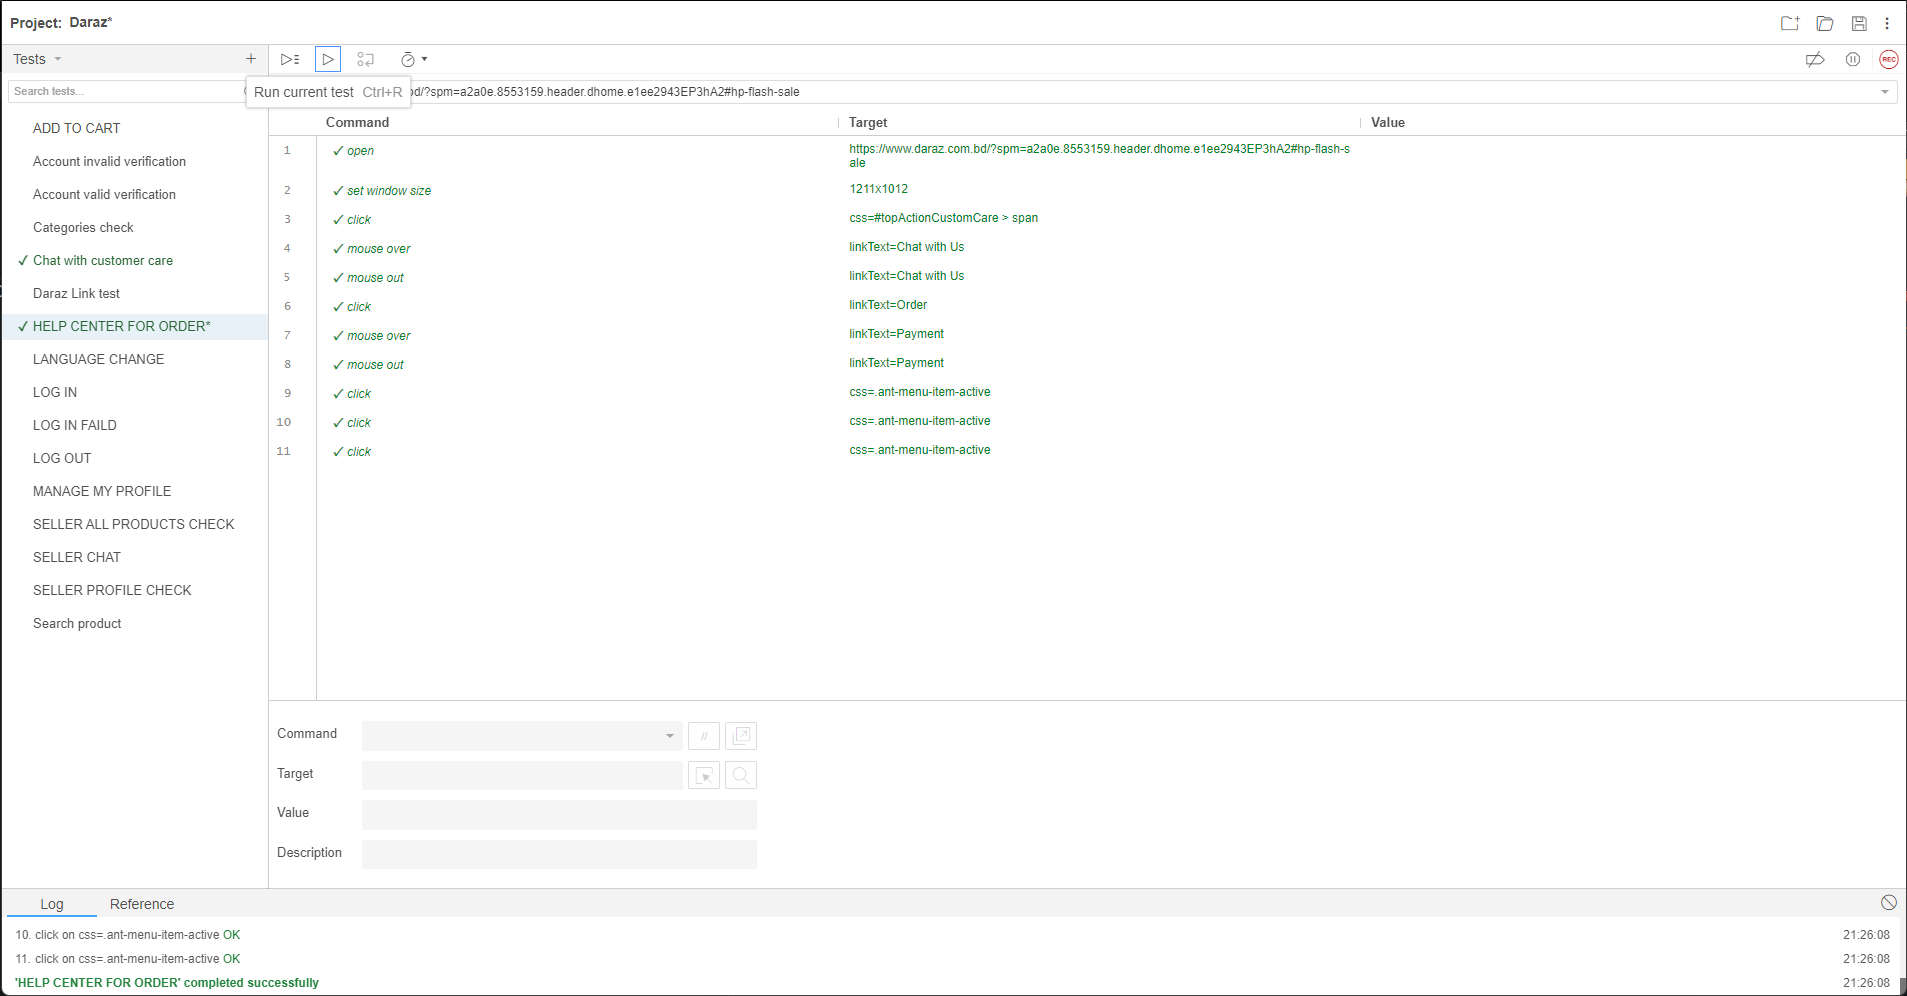 Project: Daraz*
Tests
REC
Search tests...
Run current test Ctrl+R
bd/?spm=a2a0e.8553159.header.dhome.e1ee2943EP3hA2#hp-flash-sale
Command Target Value
ADD TO CART
Account invalid verification
Account valid verification
Categories check
✓ Chat with customer care
Daraz Link test
✓ HELP CENTER FOR ORDER*
LANGUAGE CHANGE
LOG IN
LOG IN FAILD
LOG OUT
MANAGE MY PROFILE
SELLER ALL PRODUCTS CHECK
SELLER CHAT
SELLER PROFILE CHECK
Search product
1 ✓ open https://www.daraz.com.bd/?spm=a2a0e.8553159.header.dhome.e1ee2943EP3hA2#hp-flash-s
ale
2 ✓ set window size 1211x1012
3 ✓ click css=#topActionCustomCare > span
4 ✓ mouse over linkText=Chat with Us
5 ✓ mouse out linkText=Chat with Us
6 ✓ click linkText=Order
7 ✓ mouse over linkText=Payment
8 ✓ mouse out linkText=Payment
9 ✓ click css=.ant-menu-item-active
10 ✓ click css=.ant-menu-item-active
11 ✓ click css=.ant-menu-item-active
Command //
Target
Value
Description
Log Reference
10. click on css=.ant-menu-item-active OK 21:26:08
11. click on css=.ant-menu-item-active OK 21:26:08
'HELP CENTER FOR ORDER' completed successfully 21:26:08